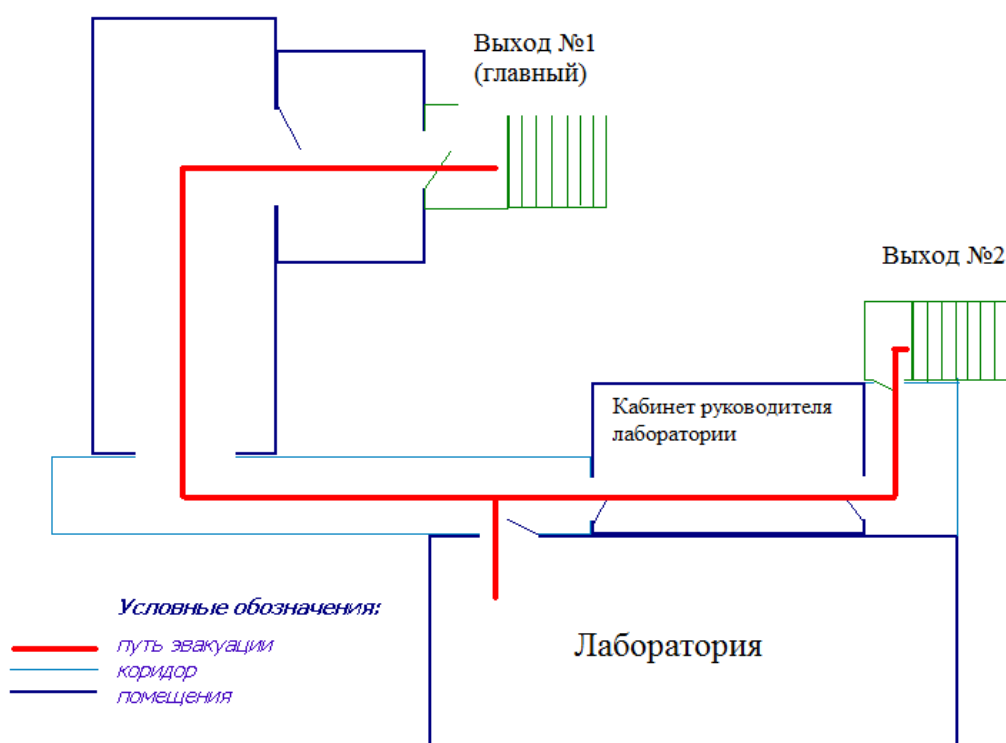 Выход №1
(главный)
Выход №2
Кабинет руководителя
лаборатории
Лаборатория
Условные обозначения:
путь эвакуации
коридор
помещения